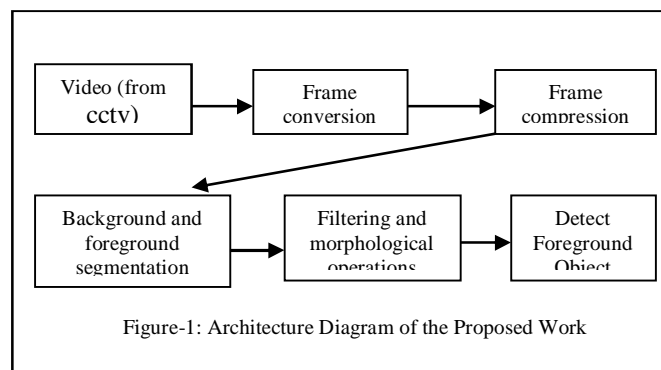 Video (from
cctv)
Frame
conversion
Frame
compression
Background and
foreground
segmentation
Filtering and
morphological
operations
Detect
Foreground
Object
Figure-1: Architecture Diagram of the Proposed Work